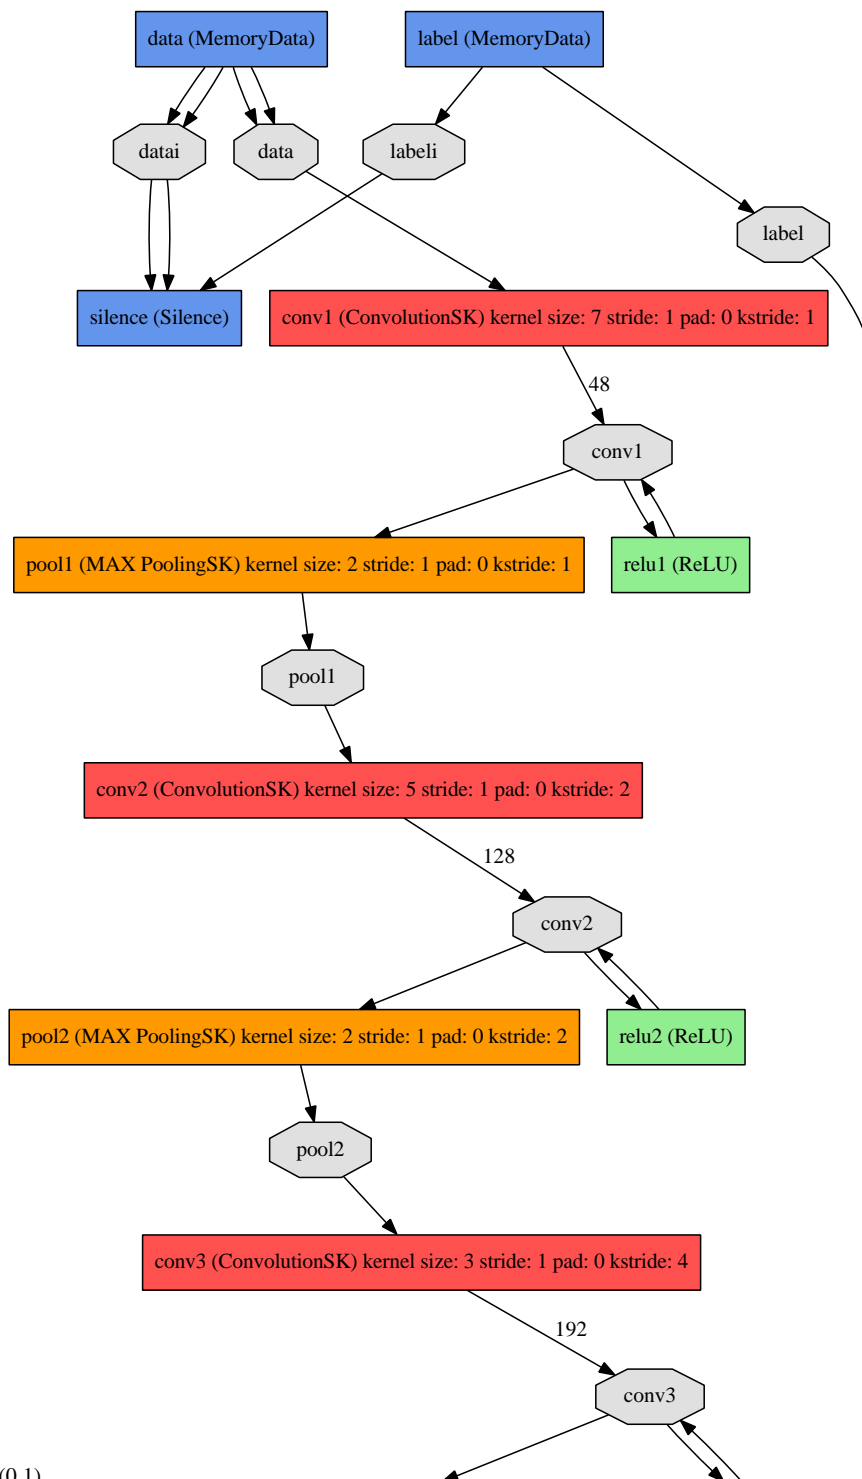 data (MemoryData)
label (MemoryData)
datai
data
labeli
label
silence (Silence)
conv1 (ConvolutionSK) kernel size: 7 stride: 1 pad: 0 kstride: 1
48
conv1
pool1 (MAX PoolingSK) kernel size: 2 stride: 1 pad: 0 kstride: 1
relu1 (ReLU)
pool1
conv2 (ConvolutionSK) kernel size: 5 stride: 1 pad: 0 kstride: 2
128
conv2
pool2 (MAX PoolingSK) kernel size: 2 stride: 1 pad: 0 kstride: 2
relu2 (ReLU)
pool2
conv3 (ConvolutionSK) kernel size: 3 stride: 1 pad: 0 kstride: 4
192
conv3
(0,1)